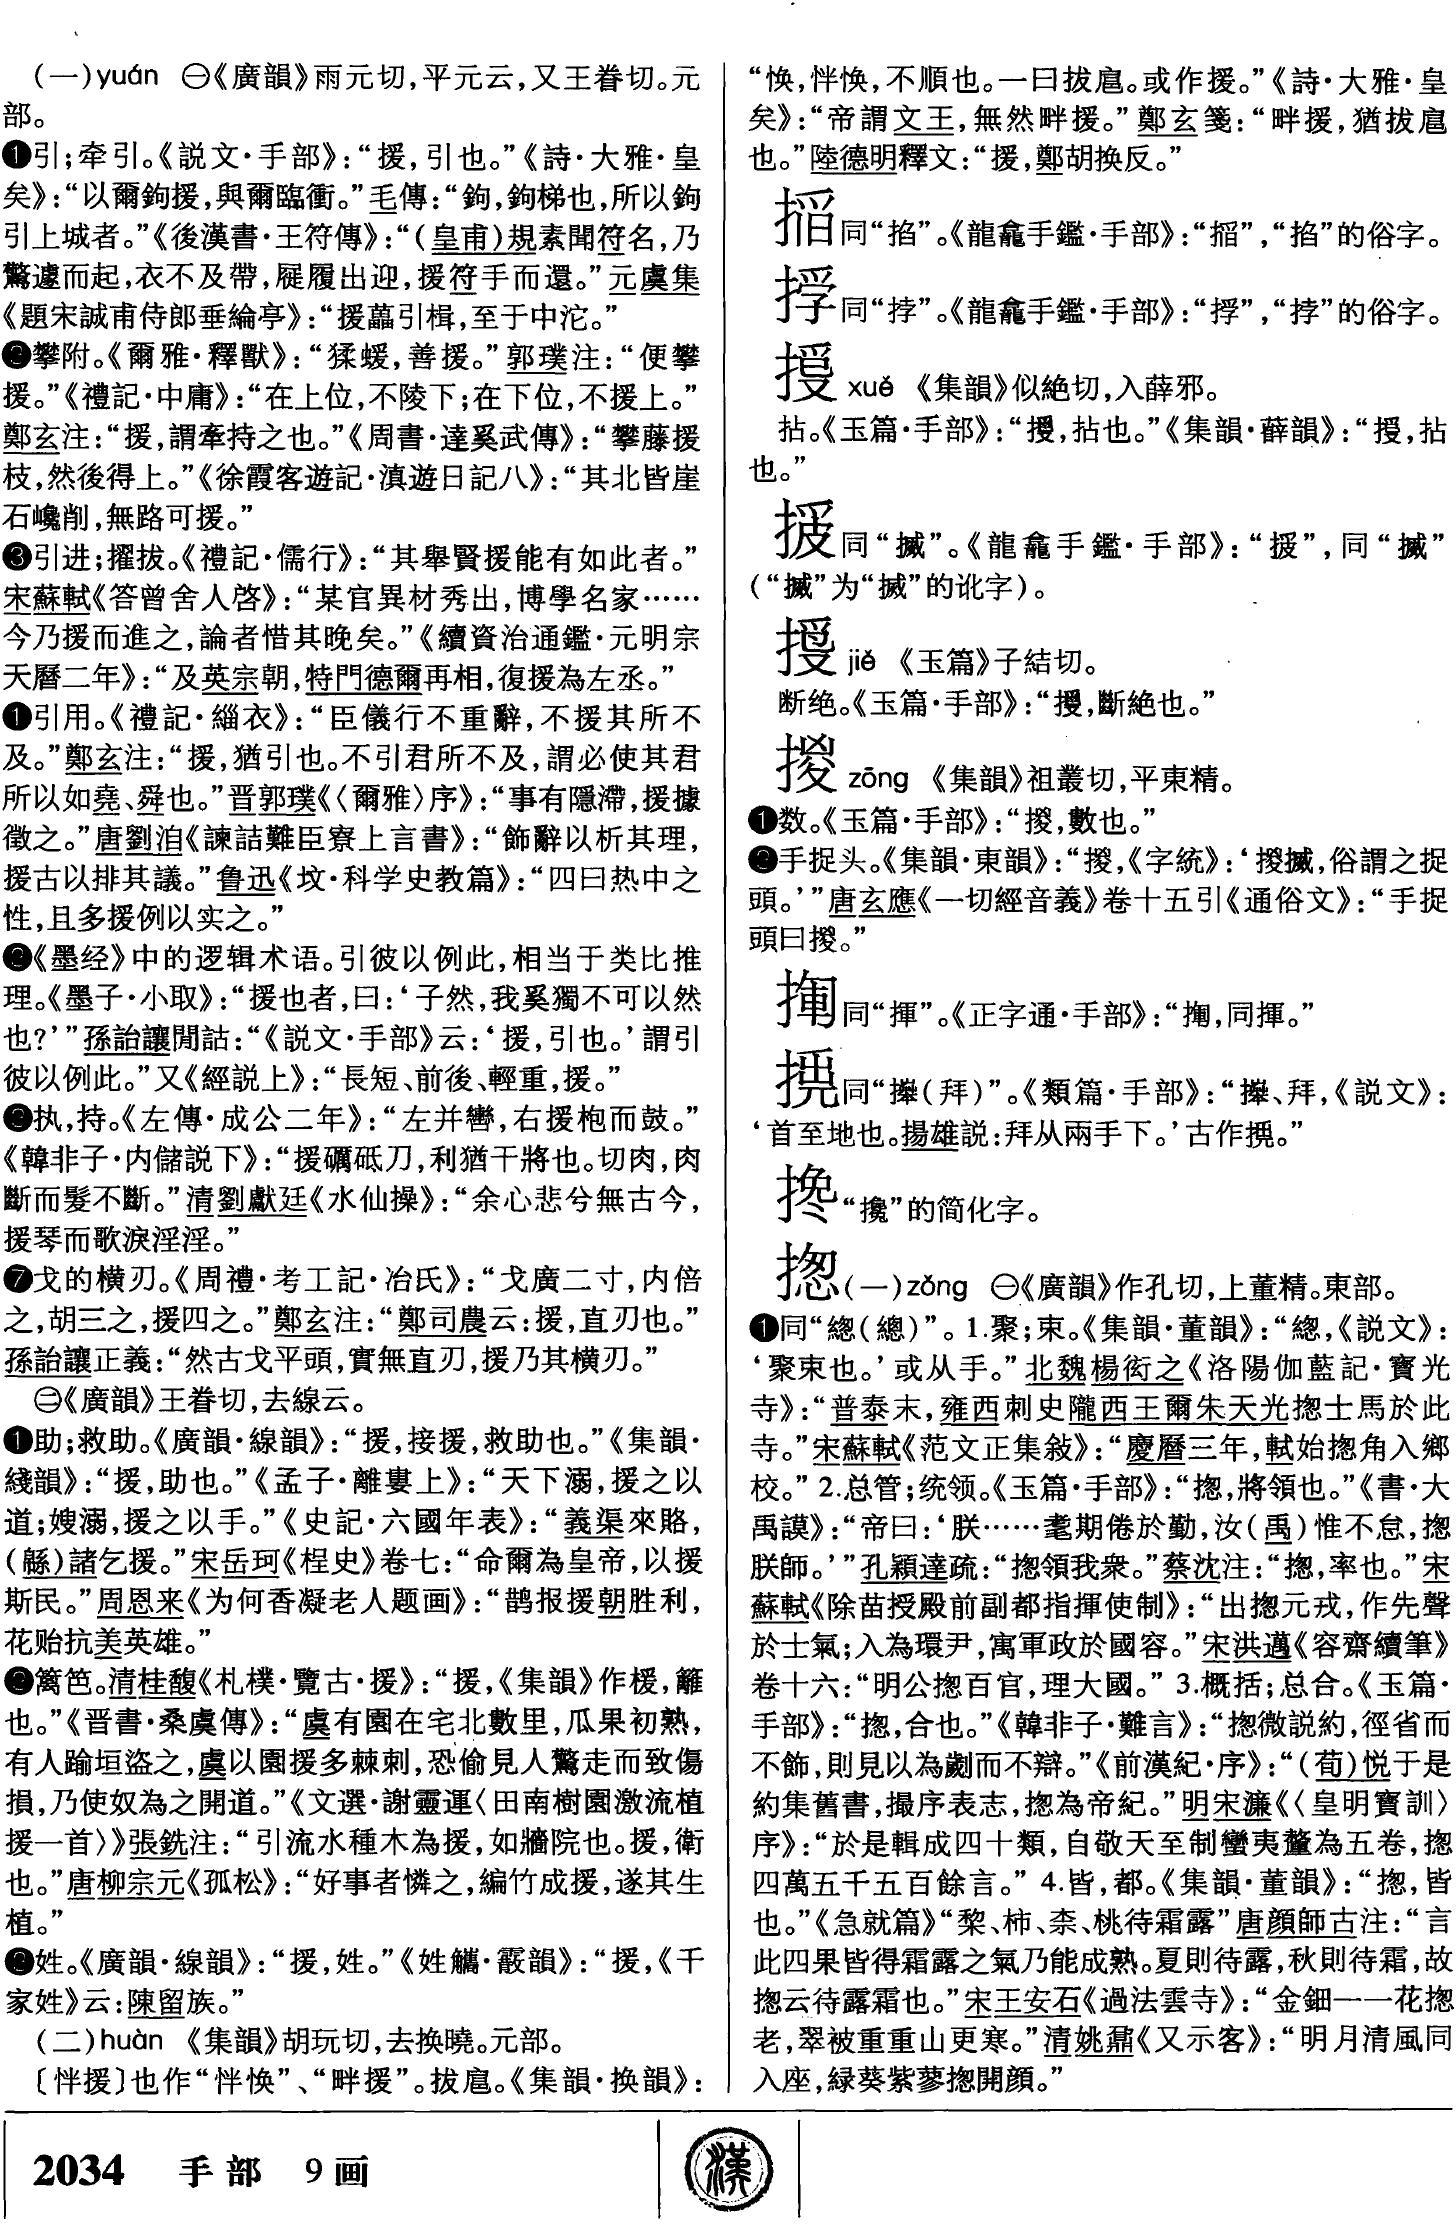 (一)yuán ㊀《廣韻》雨元切,平元云,又王眷切。元
部。
❶引;牽引。《説文·手部》:“援,引也。”《詩·大雅·皇
矣》:“以爾鉤援,與爾臨衝。”毛傳:“鉤,鉤梯也,所以鉤
引上城者。”《後漢書·王符傳》:“(皇甫)規素聞符名,乃
驚遽而起,衣不及帶,屣履出迎,援符手而還。”元虞集
《題宋誠甫侍郎垂綸亭》:“援藟引楫,至于中沱。”
❷攀附。《爾雅·釋獸》:“猱蝯,善援。”郭璞注:“便攀
援。”《禮記·中庸》:“在上位,不陵下;在下位,不援上。”
鄭玄注:“援,謂牽持之也。”《周書·達奚武傳》:“攀藤援
枝,然後得上。”《徐霞客遊記·滇遊日記八》:“其北皆崖
石巉削,無路可援。”
❸引进;擢拔。《禮記·儒行》:“其舉賢援能有如此者。”
宋蘇軾《答曾舍人啓》:“某官異材秀出,博學名家……
今乃援而進之,論者惜其晚矣。”《續資治通鑑·元明宗
天曆二年》:“及英宗朝,特門德爾再相,復援為左丞。”
❶引用。《禮記·緇衣》:“臣儀行不重辭,不援其所不
及。”鄭玄注:“援,猶引也。不引君所不及,謂必使其君
所以如堯、舜也。”晋郭璞《〈爾雅〉序》:“事有隱滯,援據
徵之。”唐劉洎《諫詰難臣寮上言書》:“飾辭以析其理,
援古以排其議。”鲁迅《坟·科学史教篇》:“四曰热中之
性,且多援例以实之。”
❷《墨经》中的逻辑术语。引彼以例此,相当于类比推
理。《墨子·小取》:“援也者,曰:‘子然,我奚獨不可以然
也?’”孫詒讓閒詁:“《説文·手部》云:‘援,引也。’謂引
彼以例此。”又《經説上》:“長短、前後、輕重,援。”
❷执,持。《左傳·成公二年》:“左并轡,右援枹而鼓。”
《韓非子·内儲説下》:“援礪砥刀,利猶干將也。切肉,肉
斷而髮不斷。”清劉獻廷《水仙操》:“余心悲兮無古今,
援琴而歌淚淫淫。”
❼戈的横刃。《周禮·考工記·冶氏》:“戈廣二寸,内倍
之,胡三之,援四之。”鄭玄注:“鄭司農云:援,直刃也。”
孫詒讓正義:“然古戈平頭,實無直刃,援乃其横刃。”
㊁《廣韻》王眷切,去線云。
❶助;救助。《廣韻·線韻》:“援,接援,救助也。”《集韻·
綫韻》:“援,助也。”《孟子·離婁上》:“天下溺,援之以
道;嫂溺,援之以手。”《史記·六國年表》:“義渠來賂,
(緜)諸乞援。”宋岳珂《桯史》卷七:“命爾為皇帝,以援
斯民。”周恩来《为何香凝老人题画》:“鹊报援朝胜利,
花贻抗美英雄。”
❷篱笆。清桂馥《札樸·覽古·援》:“援,《集韻》作楥,籬
也。”《晋書·桑虞傳》:“虞有園在宅北數里,瓜果初熟,
有人踰垣盗之,虞以園援多棘刺,恐偷見人驚走而致傷
損,乃使奴為之開道。”《文選·謝靈運〈田南樹園激流植
援一首〉》張銑注:“引流水種木為援,如牆院也。援,衛
也。”唐柳宗元《孤松》:“好事者憐之,編竹成援,遂其生
植。”
❷姓。《廣韻·線韻》:“援,姓。”《姓觿·霰韻》:“援,《千
家姓》云:陳留族。”
(二)huàn 《集韻》胡玩切,去换曉。元部。
〔怑援〕也作“怑愌”、“畔援”。拔扈。《集韻·换韻》:
“愌,怑愌,不順也。一曰拔扈。或作援。”《詩·大雅·皇
矣》:“帝謂文王,無然畔援。”鄭玄箋:“畔援,猶拔扈
也。”陸德明釋文:“援,鄭胡换反。”
同“掐”。《龍龕手鑑·手部》:“㨌”,“掐”的俗字。
同“挬”。《龍龕手鑑·手部》:“”,“挬”的俗字。
xuě 《集韻》似絶切,入薛邪。
拈。《玉篇·手部》:“,拈也。”《集韻·薛韻》:“,拈
也。”
同“搣”。《龍龕手鑑·手部》:“”,同“搣”
(“搣”为“搣”的讹字)。
jiě 《玉篇》子結切。
断绝。《玉篇·手部》:“,斷絶也。”
㨑zōng 《集韻》祖叢切,平東精。
❶数。《玉篇·手部》:“㨑,數也。”
❷手捉头。《集韻·東韻》:“㨑,《字統》:‘㨑搣,俗謂之捉
頭。’”唐玄應《一切經音義》卷十五引《通俗文》:“手捉
頭曰㨑。”
同“揮”。《正字通·手部》:“,同揮。”
同“㩺(拜)”。《類篇·手部》:“㩺、拜,《説文》:
‘首至地也。揚雄説:拜从兩手下。’古作。”
搀“攙”的简化字。
揔(一)zǒng ㊀《廣韻》作孔切,上董精。東部。
❶同“總(總)”。1.聚;束。《集韻·董韻》:“總,《説文》:
‘聚束也。’或从手。”北魏楊衒之《洛陽伽藍記·寶光
寺》:“普泰末,雍西刺史隴西王爾朱天光揔士馬於此
寺。”宋蘇軾《范文正集敍》:“慶曆三年,軾始揔角入鄉
校。”2.总管;统领。《玉篇·手部》:“揔,將領也。”《書·大
禹謨》:“帝曰:‘朕……耄期倦於勤,汝(禹)惟不怠,揔
朕師。’”孔穎達疏:“揔領我衆。”蔡沈注:“揔,率也。”宋
蘇軾《除苗授殿前副都指揮使制》:“出揔元戎,作先聲
於士氣;入為環尹,寓軍政於國容。”宋洪邁《容齋續筆》
卷十六:“明公揔百官,理大國。”3.概括;总合。《玉篇·
手部》:“揔,合也。”《韓非子·難言》:“揔微説約,徑省而
不飾,則見以為劌而不辯。”《前漢紀·序》:“(荀)悦于是
約集舊書,撮序表志,揔為帝紀。”明宋濂《〈皇明寶訓〉
序》:“於是輯成四十類,自敬天至制蠻夷釐為五卷,揔
四萬五千五百餘言。”4.皆,都。《集韻·董韻》:“揔,皆
也。”《急就篇》“棃、柿、柰、桃待霜露”唐顔師古注:“言
此四果皆得霜露之氣乃能成熟。夏則待露,秋則待霜,故
揔云待露霜也。”宋王安石《過法雲寺》:“金鈿一一花揔
老,翠被重重山更寒。”清姚鼐《又示客》:“明月清風同
入座,緑葵紫蓼揔開顔。”
2034 手部 9画
漢